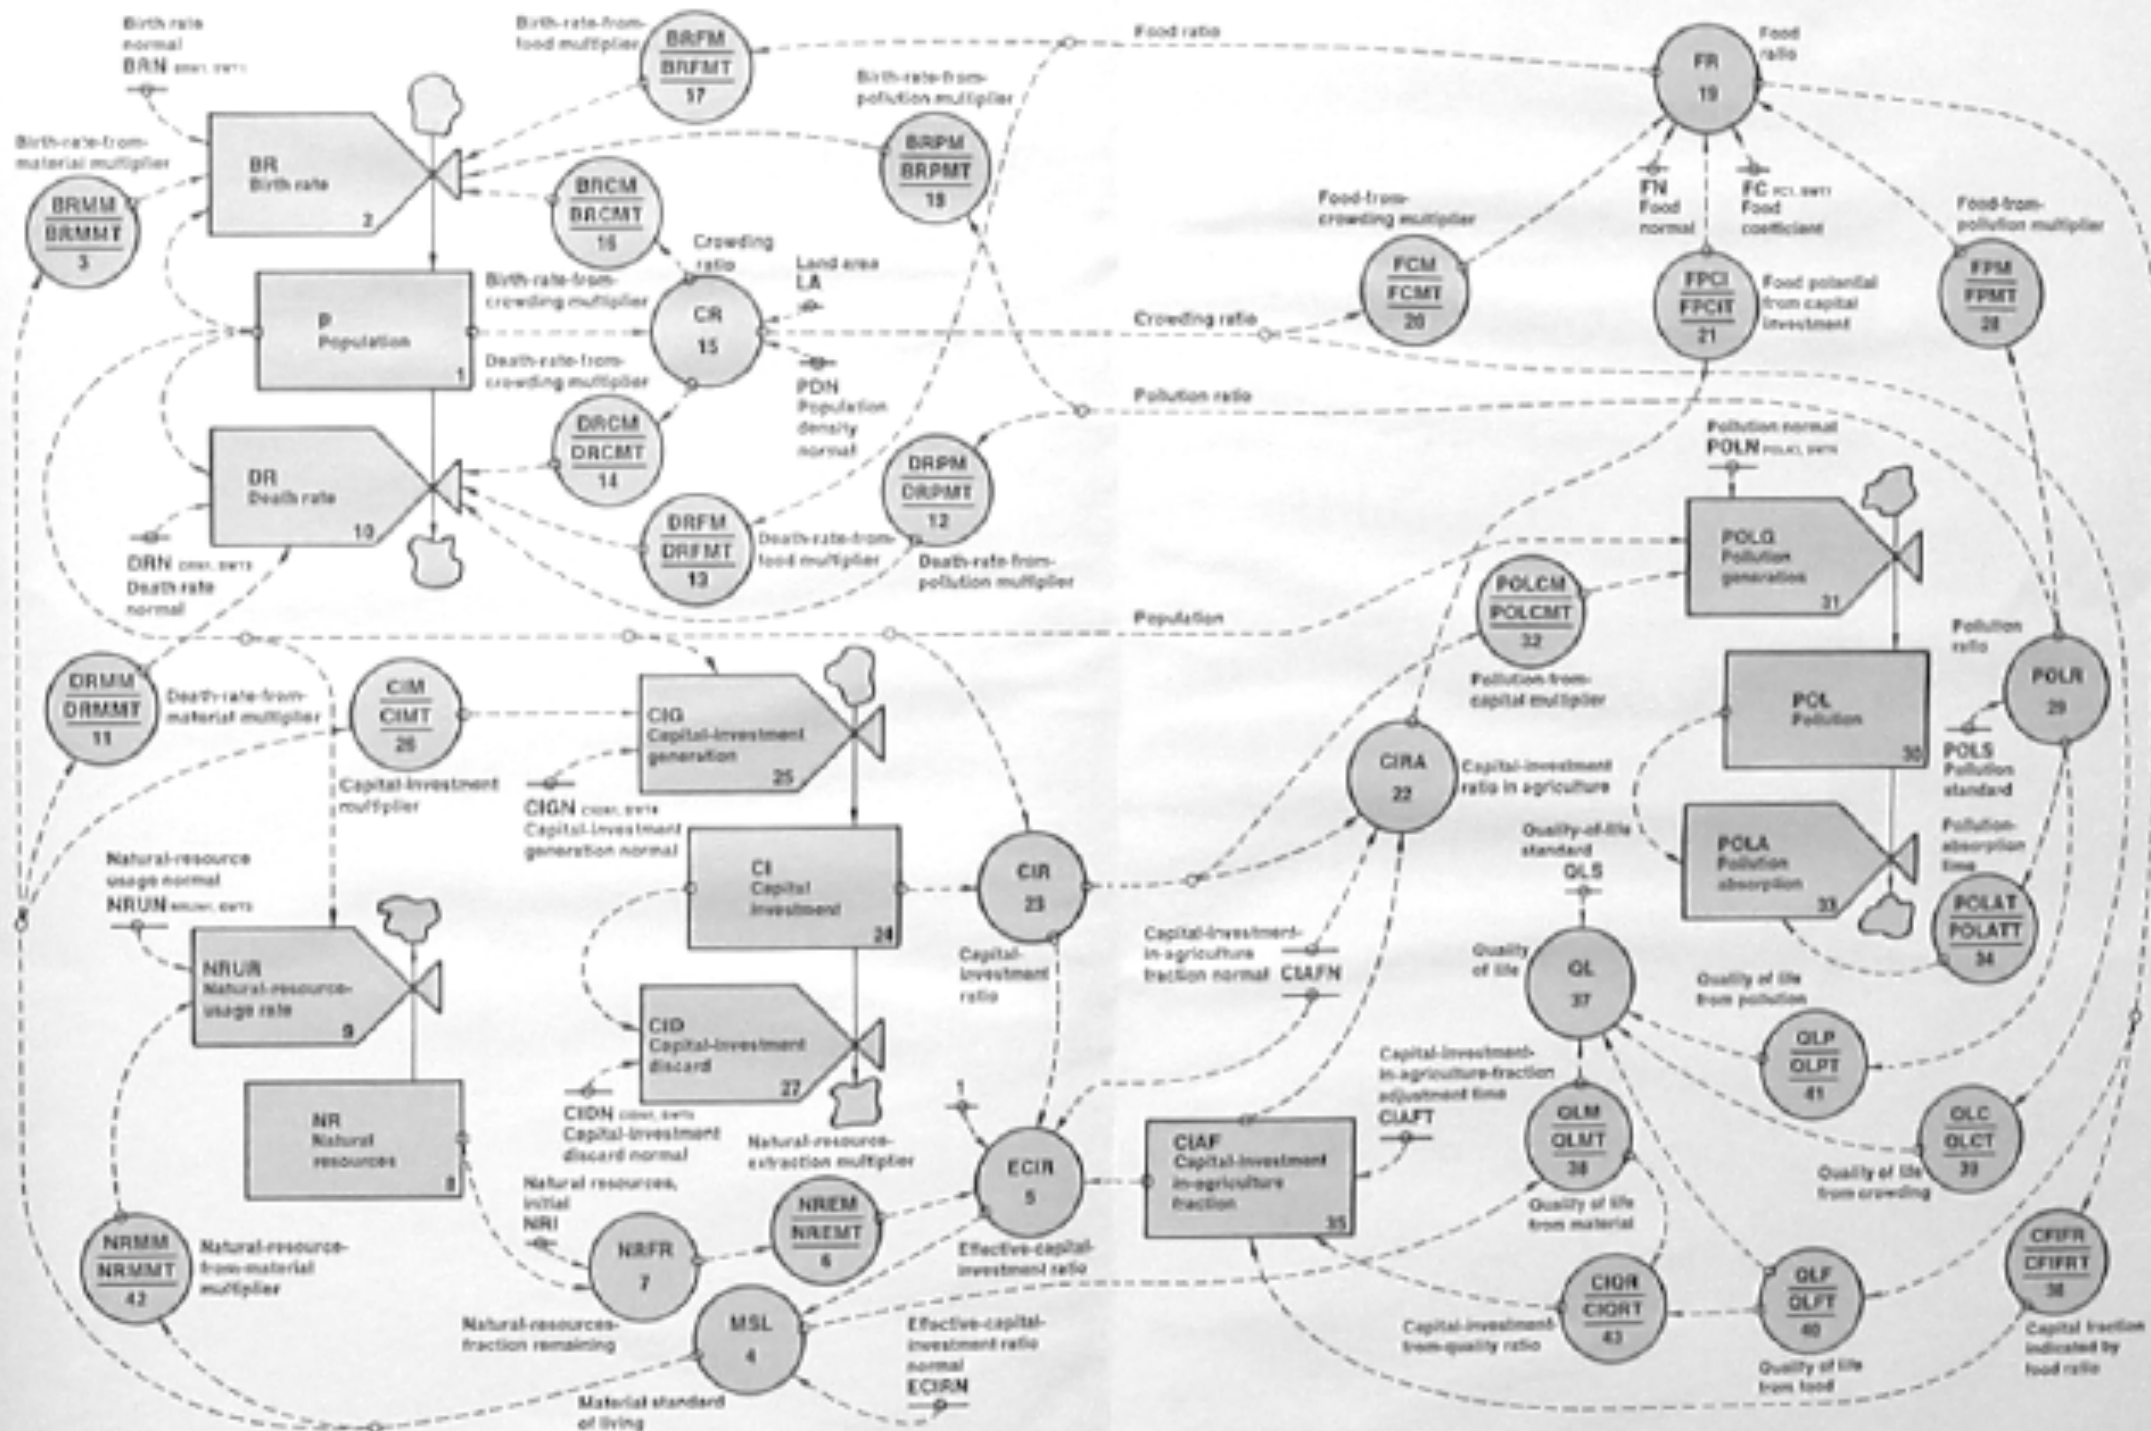 Birth rate
normal
BRN
Birth-rate-from-
food multiplier
BRFM
BRFMT
17
Food ratio
FR
19
Food
ratio
Birth-rate-from-
pollution multiplier
BRPM
BRPMT
18
Birth-rate-from-
material multiplier
BRMM
BRMMT
3
BR
Birth rate
2
BRCM
BRCMT
16
Crowding
ratio
Birth-rate-from-
crowding multiplier
Land area
LA
CR
15
P
Population
1
Death-rate-from-
crowding multiplier
PDN
Population
density
normal
Crowding ratio
Pollution ratio
Food-from-
crowding multiplier
FCM
FCMT
20
FN
Food
normal
FC
Food
coefficient
FPCI
FPCIT
21
Food potential
from capital
investment
Food-from-
pollution multiplier
FPM
FPMT
28
DR
Death rate
10
DRN
Death rate
normal
DRCM
DRCMT
14
DRFM
DRFMT
13
Death-rate-from-
food multiplier
DRPM
DRPMT
12
Death-rate-from-
pollution multiplier
Population
Pollution normal
POLN
POLG
Pollution
generation
31
POLCM
POLCMT
32
Pollution-from-
capital multiplier
POL
Pollution
30
Pollution
ratio
POLR
29
POLS
Pollution
standard
POLA
Pollution
absorption
33
Pollution-
absorption
time
POLAT
POLATT
34
DRMM
DRMMT
11
Death-rate-from-
material multiplier
CIM
CIMT
26
Capital-investment
multiplier
CIG
Capital-investment
generation
25
CIGN
Capital-investment
generation normal
CI
Capital
investment
24
CIR
23
Capital-
investment
ratio
CID
Capital-investment
discard
27
CIDN
Capital-investment
discard normal
CIRA
22
Capital-investment
ratio in agriculture
Capital-investment-
in-agriculture
fraction normal CIAFN
Natural-resource
usage normal
NRUN
NRUR
Natural-resource-
usage rate
9
NR
Natural
resources
8
Natural resources,
initial
NRI
NRFR
7
Natural-resources-
fraction remaining
Natural-resource-
extraction multiplier
NREM
NREMT
6
1
ECIR
5
Effective-capital-
investment ratio
NRMM
NRMMT
42
Natural-resource-
from-material
multiplier
MSL
4
Material standard
of living
Effective-capital-
investment ratio
normal
ECIRN
CIAF
Capital-investment
in-agriculture
fraction
35
Capital-investment-
in-agriculture-fraction
adjustment time
CIAFT
Quality-of-life
standard
QLS
Quality
of life
QL
37
Quality of life
from pollution
QLP
QLPT
41
QLM
QLMT
38
Quality of life
from material
QLC
QLCT
39
Quality of life
from crowding
CIQR
CIQRT
43
Capital-investment-
from-quality ratio
QLF
QLFT
40
Quality of life
from food
CFIFR
CFIFRT
36
Capital fraction
indicated by
food ratio